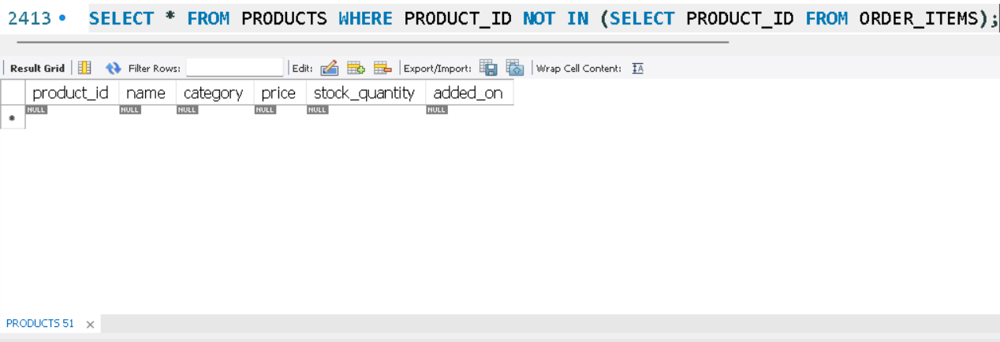 2413 SELECT * FROM PRODUCTS WHERE PRODUCT_ID NOT IN (SELECT PRODUCT_ID FROM ORDER_ITEMS);
Result Grid Filter Rows: Edit: Export/Import: Wrap Cell Content: IA
product_id name category price stock_quantity added_on
* NULL NULL NULL NULL NULL NULL
PRODUCTS 51 ×